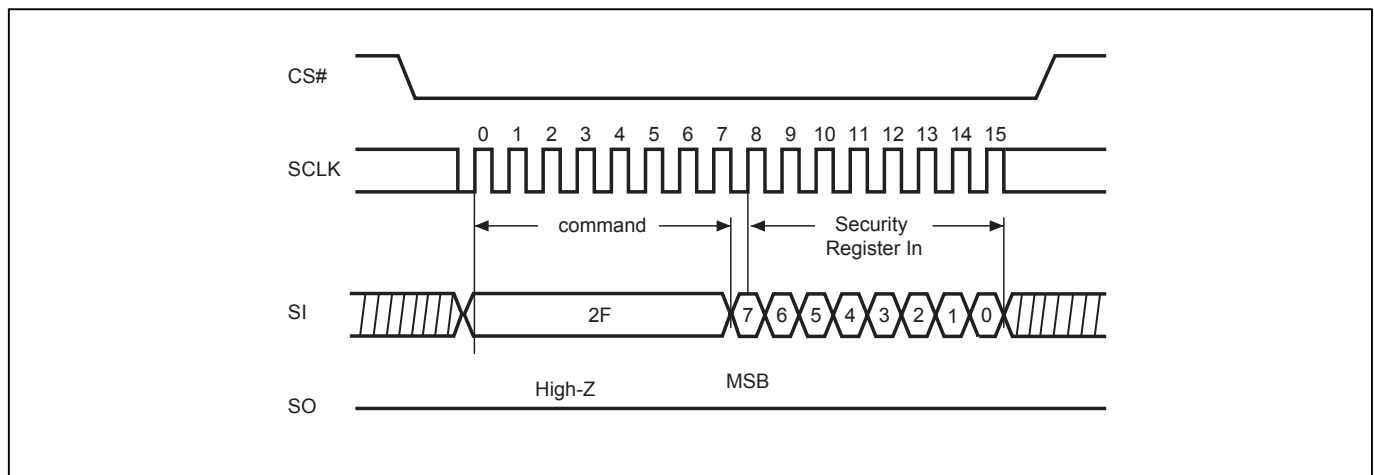 CS#
0 1 2 3 4 5 6 7 8 9 10 11 12 13 14 15
SCLK
command
Security
Register In
SI
2F
7 6 5 4 3 2 1 0
High-Z
MSB
SO